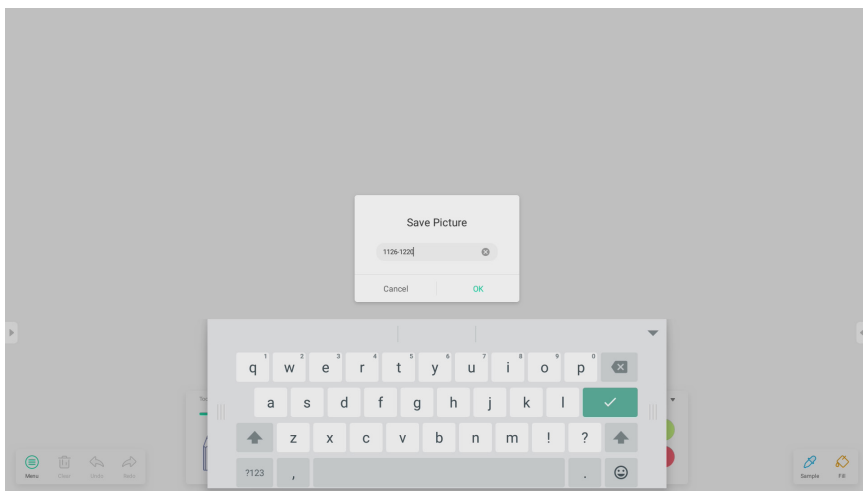 Save Picture
1126-1220
Cancel OK
1 2 3 4 5 6 7 8 9 0
q w e r t y u i o p
a s d f g h j k l
z x c v b n m ! ?
?123 , .
Menu Clear Undo Redo Sample Fill